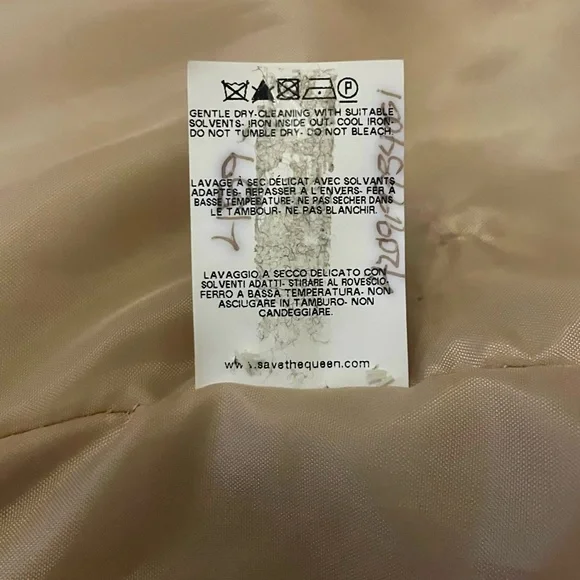 GENTLE DRY-CLEANING WITH SUITABLE
SOLVENTS- IRON INSIDE OUT- COOL IRON-
DO NOT TUMBLE DRY- DO NOT BLEACH
LAVAGE À SEC DÉLICAT AVEC SOLVANTS
ADAPTÉS- REPASSER À L'ENVERS- FER A
BASSE TEMPÉRATURE- NE PAS SÉCHER DANS
LE TAMBOUR- NE PAS BLANCHIR.
LAVAGGIO A SECCO DELICATO CON
SOLVENTI ADATTI- STIRARE AL ROVESCIO-
FERRO A BASSA TEMPERATURA- NON
ASCIUGARE IN TAMBURO- NON
CANDEGGIARE.
www.savethequeen.com